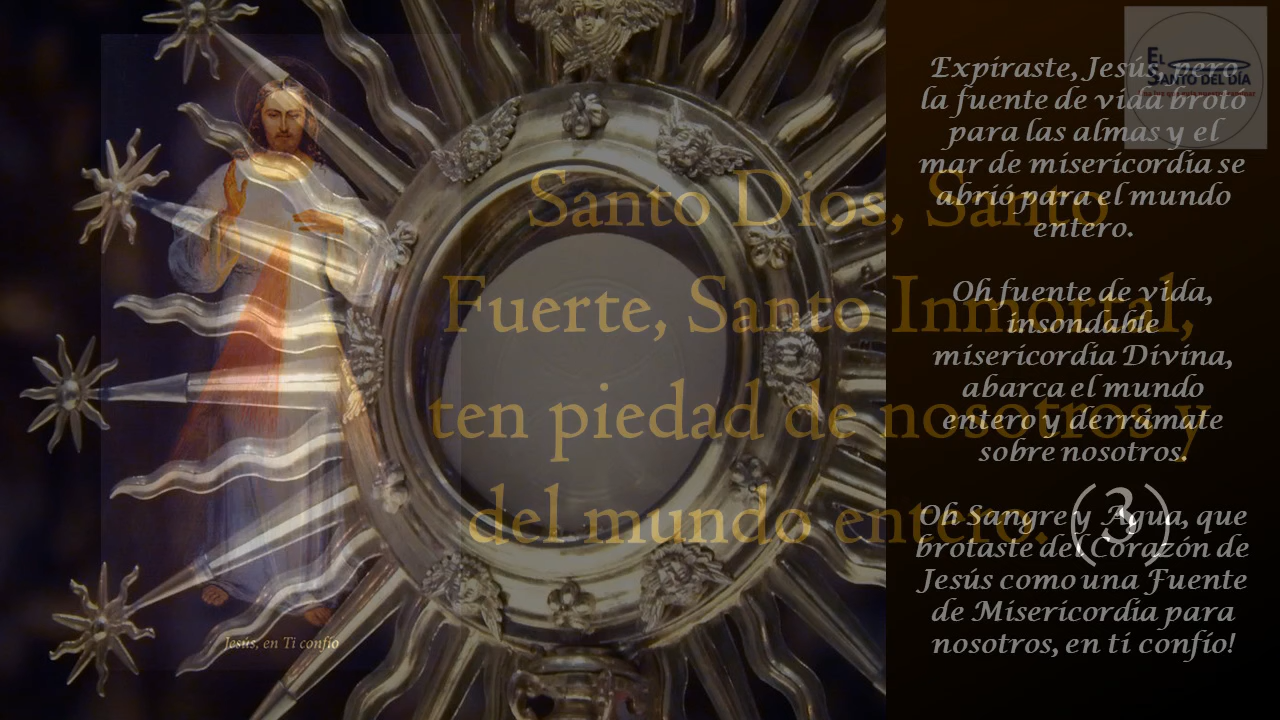 Santo Dios, Santo
Fuerte, Santo Inmortal,
ten piedad de nosotros y
del mundo entero.
(3)
Jesús, en Ti confío
Expiraste, Jesús, pero
la fuente de vida brotó
para las almas y el
mar de misericordia se
abrió para el mundo
entero.
Oh fuente de vida,
insondable
misericordia Divina,
abarca el mundo
entero y derrámate
sobre nosotros.
Oh Sangre y Agua, que
brotaste del Corazón de
Jesús como una Fuente
de Misericordia para
nosotros, en ti confío!
EL
SANTO DEL DÍA